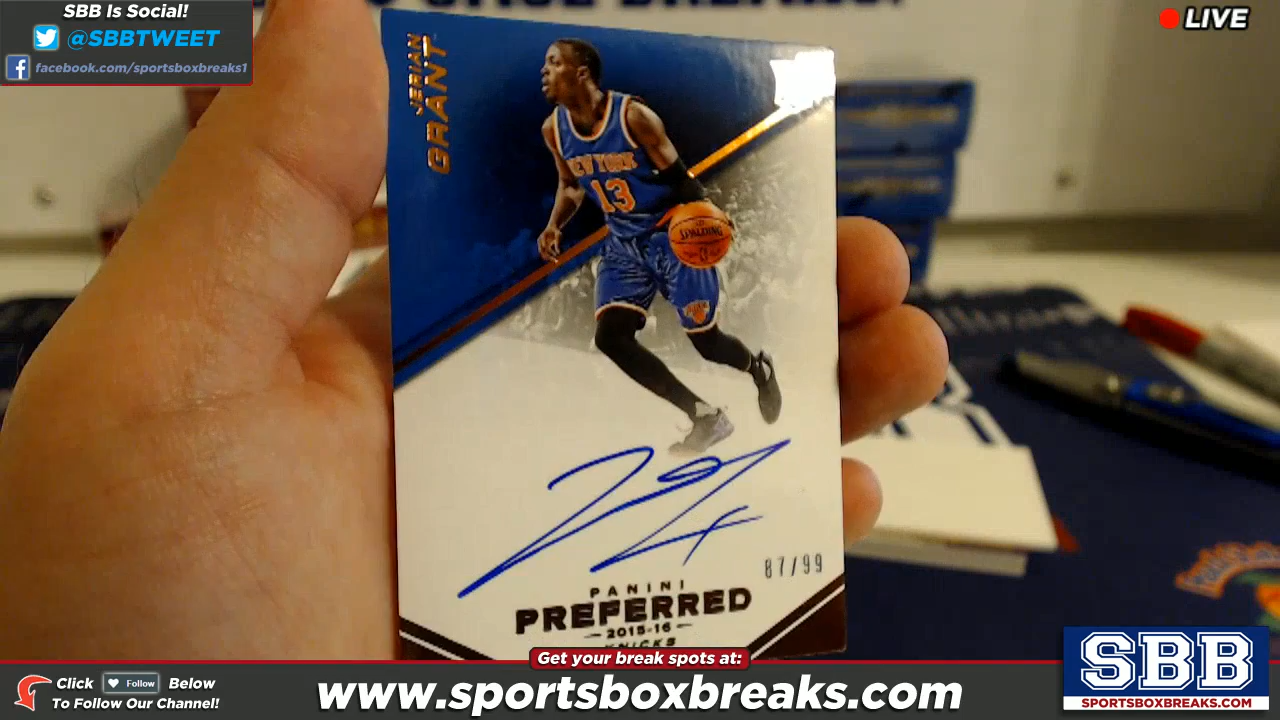 SBB Is Social!
@SBBTWEET
facebook.com/sportsboxbreaks1
LIVE
JERIAN
GRANT
NEW YORK
13
SPALDING
87/99
PANINI
PREFERRED
2015-16
KNICKS
Get your break spots at:
Click Follow Below
To Follow Our Channel!
www.sportsboxbreaks.com
SBB
SPORTSBOXBREAKS.COM